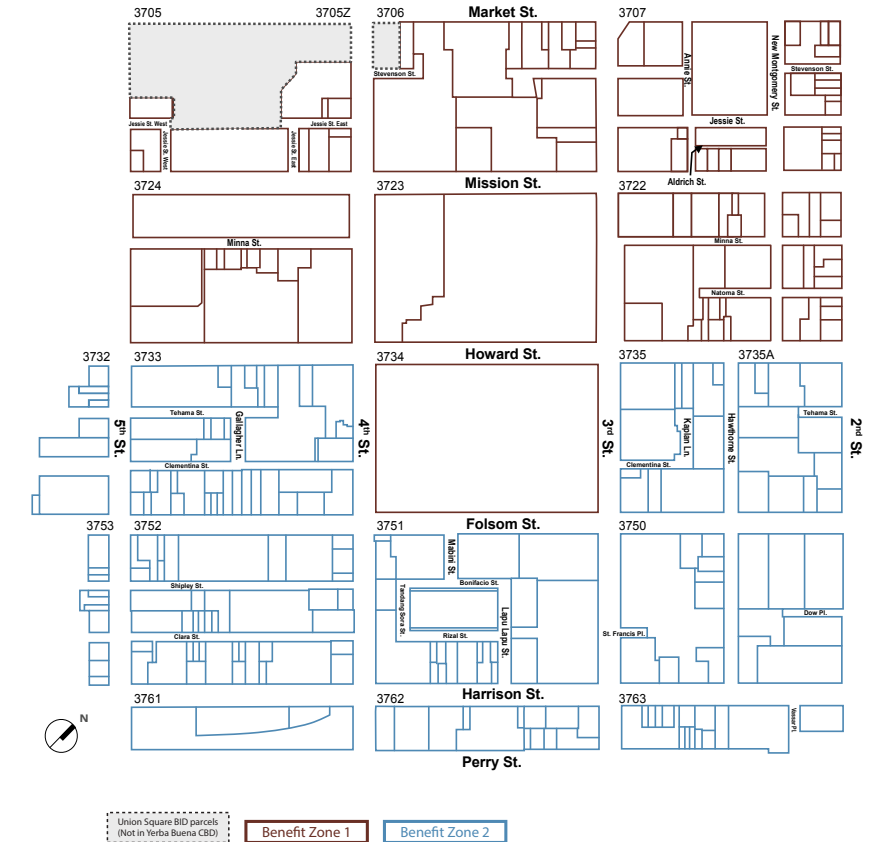 3705
3705Z
3706
Market St.
3707
Stevenson St.
Annie St.
New Montgomery St.
Stevenson St.
Jessie St. West
Jessie St. East
Jessie St. West
Jessie St. East
Jessie St.
Aldrich St.
3724
3723
Mission St.
3722
Minna St.
Minna St.
Natoma St.
3732
3733
3734
Howard St.
3735
3735A
Tehama St.
Tehama St.
5th St.
Gallagher Ln.
4th St.
3rd St.
Kaplan Ln.
Hawthorne St.
2nd St.
Clementina St.
Clementina St.
3753
3752
3751
Folsom St.
3750
Mabini St.
Shipley St.
Bonifacio St.
Tandang Sora St.
Lapu Lapu St.
Dow Pl.
Clara St.
Rizal St.
St. Francis Pl.
3761
3762
Harrison St.
3763
Vassar Pl.
N
Perry St.
Union Square BID parcels
(Not in Yerba Buena CBD)
Benefit Zone 1
Benefit Zone 2